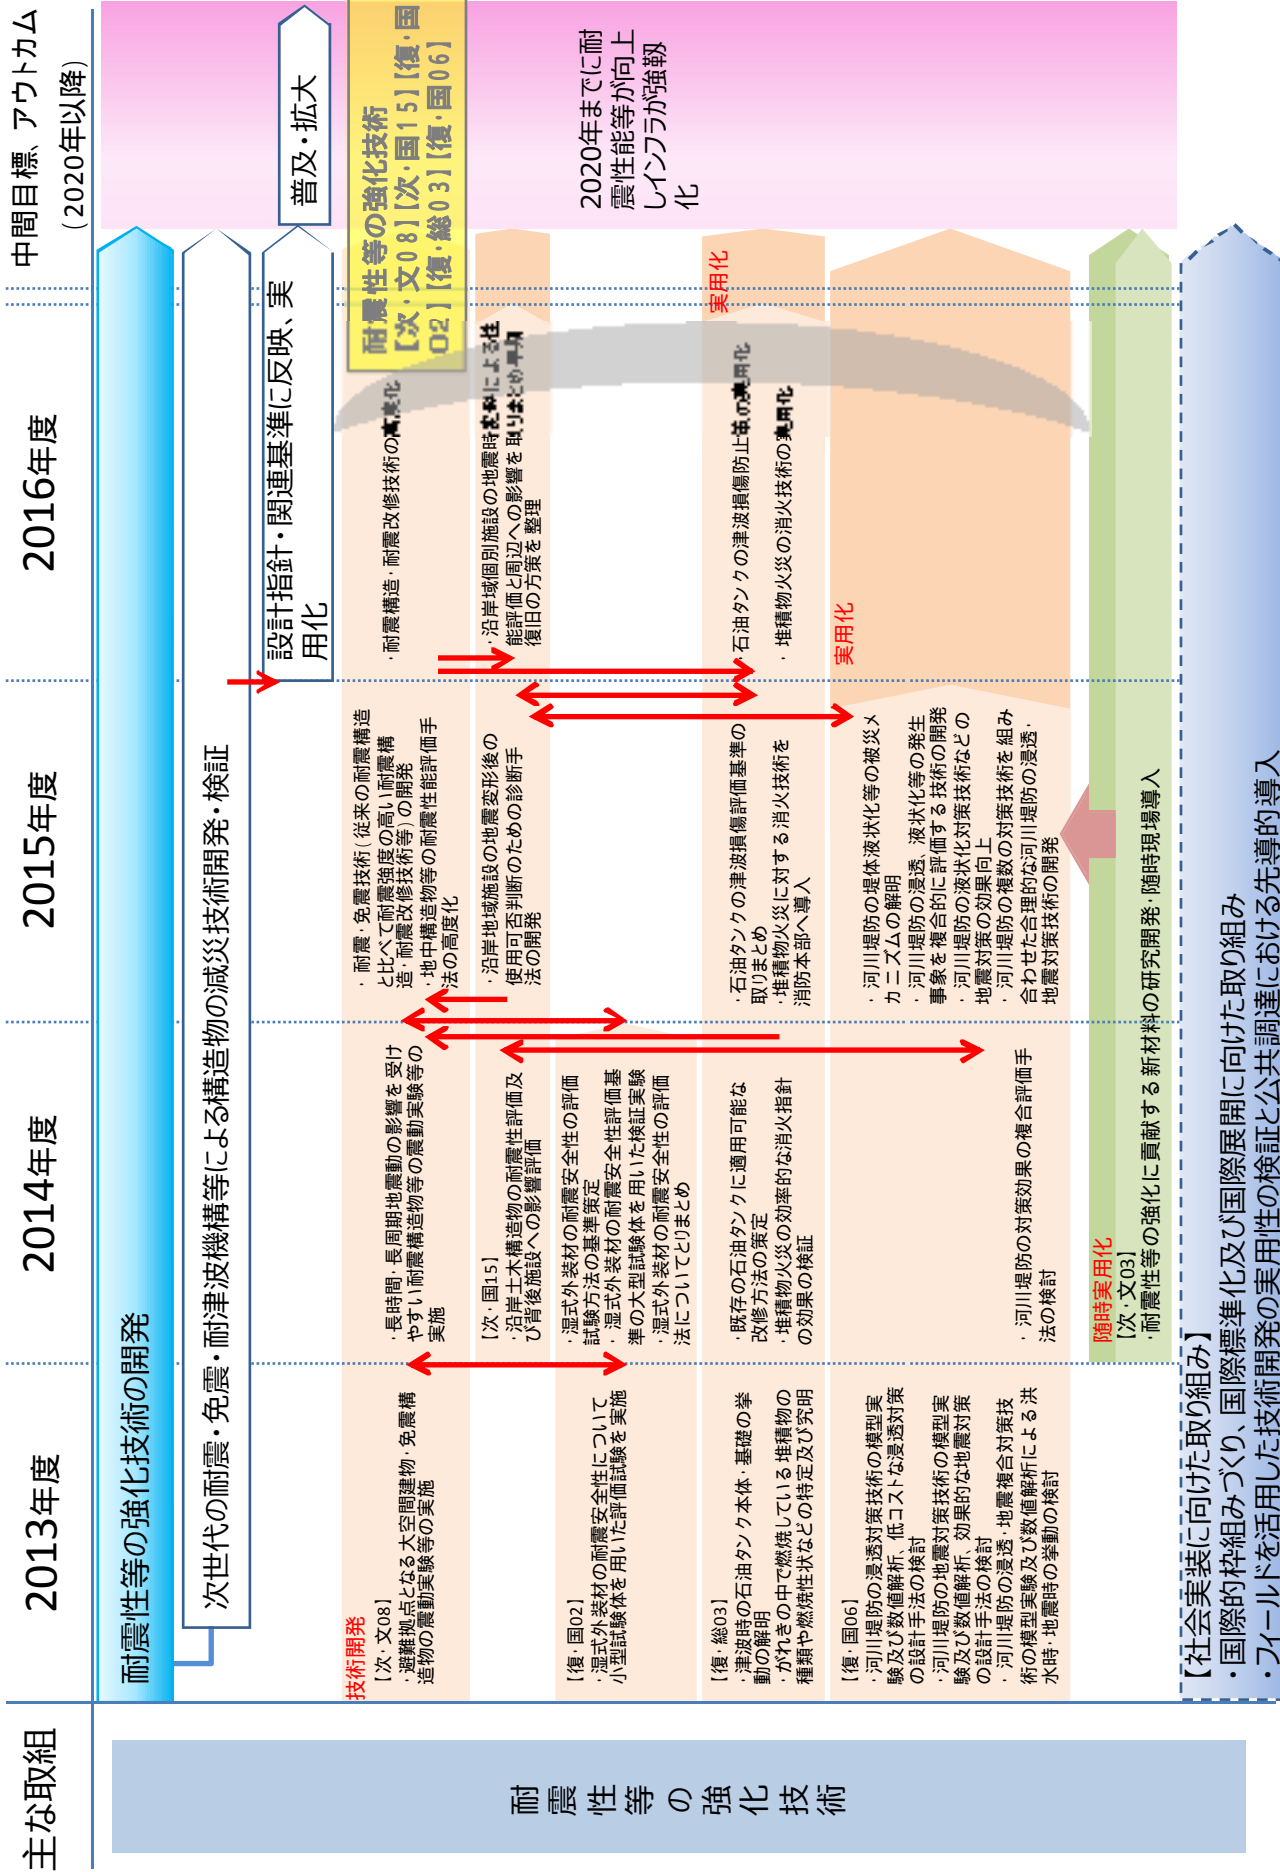 主な取組
2013年度
2014年度
2015年度
2016年度
中間目標、アウトカム
（2020年以降）
耐震性等の強化技術
耐震性等の強化技術の開発
次世代の耐震・免震・耐津波機構等による構造物の減災技術開発・検証
設計指針・関連基準に反映、実
用化
普及・拡大
耐震性等の強化技術
【次・文08】【次・国15】【復・国
02】【復・総03】【復・国06】
2020年までに耐
震性能等が向上
しインフラが強靱
化
技術開発
【次・文08】
・避難拠点となる大空間建物・免震構
造物の震動実験等の実施
・長時間・長周期地震動の影響を受け
やすい耐震構造物等の震動実験等の
実施
・耐震・免震技術（従来の耐震構造
と比べて耐震強度の高い耐震構
造・耐震改修技術等）の開発
・地中構造物等の耐震性能評価手
法の高度化
・耐震構造・耐震改修技術の高度化
【次・国15】
・沿岸土木構造物の耐震性評価及
び背後施設への影響評価
・沿岸地域施設の地震変形後の
使用可否判断のための診断手
法の開発
・沿岸域個別施設の地震時変形による性
能評価と周辺への影響を取りまとめ早期
復旧の方策を整理
【復・国02】
・湿式外装材の耐震安全性について
小型試験体を用いた評価試験を実施
・湿式外装材の耐震安全性の評価
試験方法の基準策定
・湿式外装材の耐震安全性評価基
準の大型試験体を用いた検証実験
・湿式外装材の耐震安全性の評価
法についてとりまとめ
【復・総03】
・津波時の石油タンク本体・基礎の挙
動の解明
・がれきの中で燃焼している堆積物の
種類や燃焼性状などの特定及び究明
・既存の石油タンクに適用可能な
改修方法の策定
・堆積物火災の効率的な消火指針
の効果の検証
・石油タンクの津波損傷評価基準の
取りまとめ
・堆積物火災に対する消火技術を
消防本部へ導入
・石油タンクの津波損傷防止策の実用化
・堆積物火災の消火技術の実用化
実用化
【復・国06】
・河川堤防の浸透対策技術の模型実
験及び数値解析、低コストな浸透対策
の設計手法の検討
・河川堤防の地震対策技術の模型実
験及び数値解析、効果的な地震対策
の設計手法の検討
・河川堤防の浸透・地震複合対策技
術の模型実験及び数値解析による洪
水時・地震時の挙動の検討
・河川堤防の対策効果の複合評価手
法の検討
・河川堤防の堤体液状化等の被災メ
カニズムの解明
・河川堤防の浸透、液状化等の発生
事象を複合的に評価する技術の開発
・河川堤防の液状化対策技術などの
地震対策の効果向上
・河川堤防の複数の対策技術を組み
合わせた合理的な河川堤防の浸透・
地震対策技術の開発
実用化
随時実用化
【次・文03】
・耐震性等の強化に貢献する新材料の研究開発・随時現場導入
【社会実装に向けた取り組み】
・国際的枠組みづくり、国際標準化及び国際展開に向けた取り組み
・フィールドを活用した技術開発の実用性の検証と公共調達における先導的導入